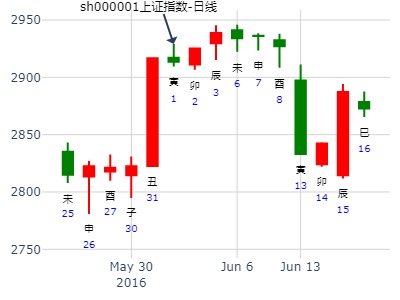 sh000001上证指数-日线
2950
2900
2850
2800
2750
未
25
申
26
酉
27
子
30
丑
31
寅
1
卯
2
辰
3
未
6
申
7
酉
8
寅
13
卯
14
辰
15
巳
16
May 30
2016
Jun 6
Jun 13